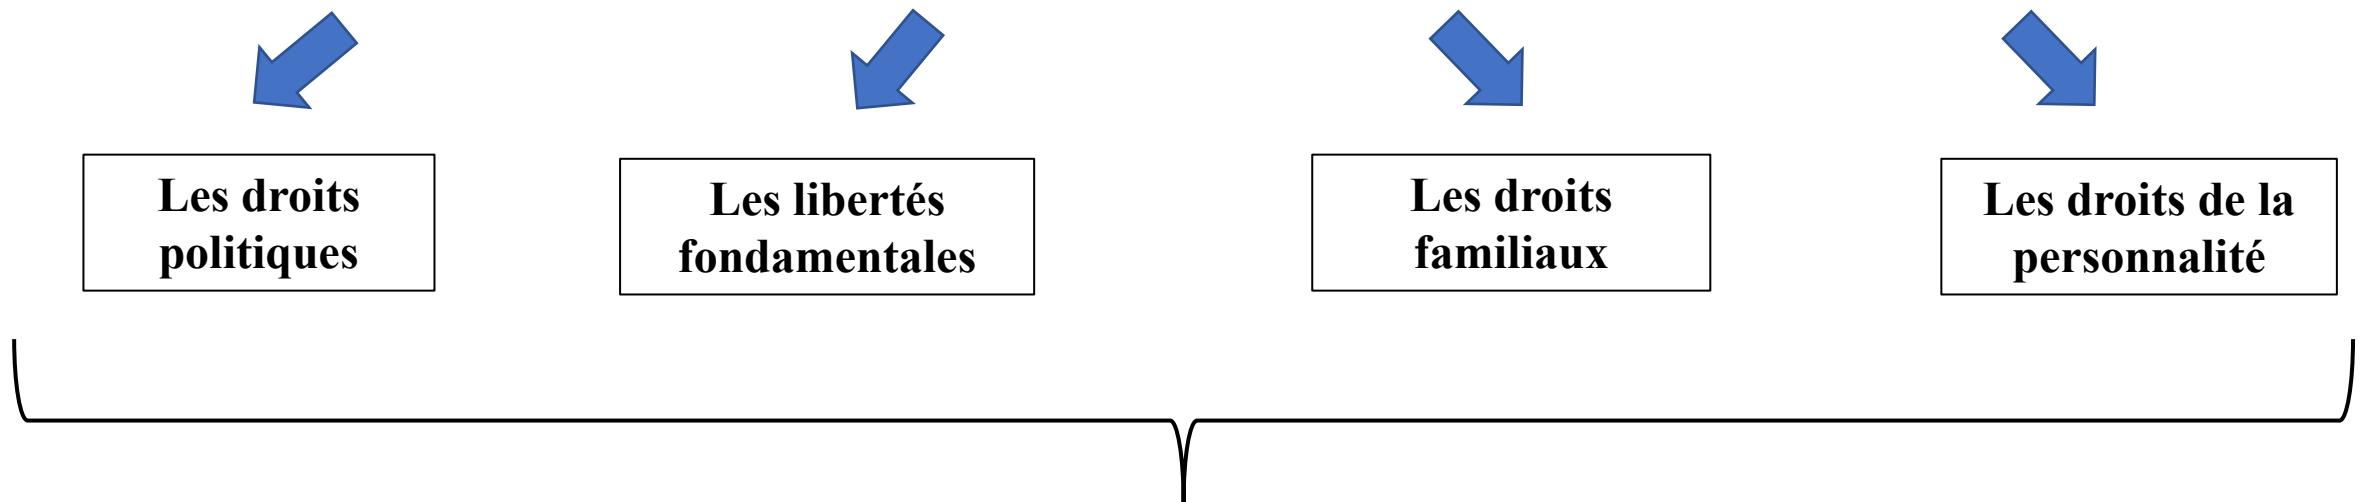 Les droits
politiques
Les libertés
fondamentales
Les droits
familiaux
Les droits de la
personnalité